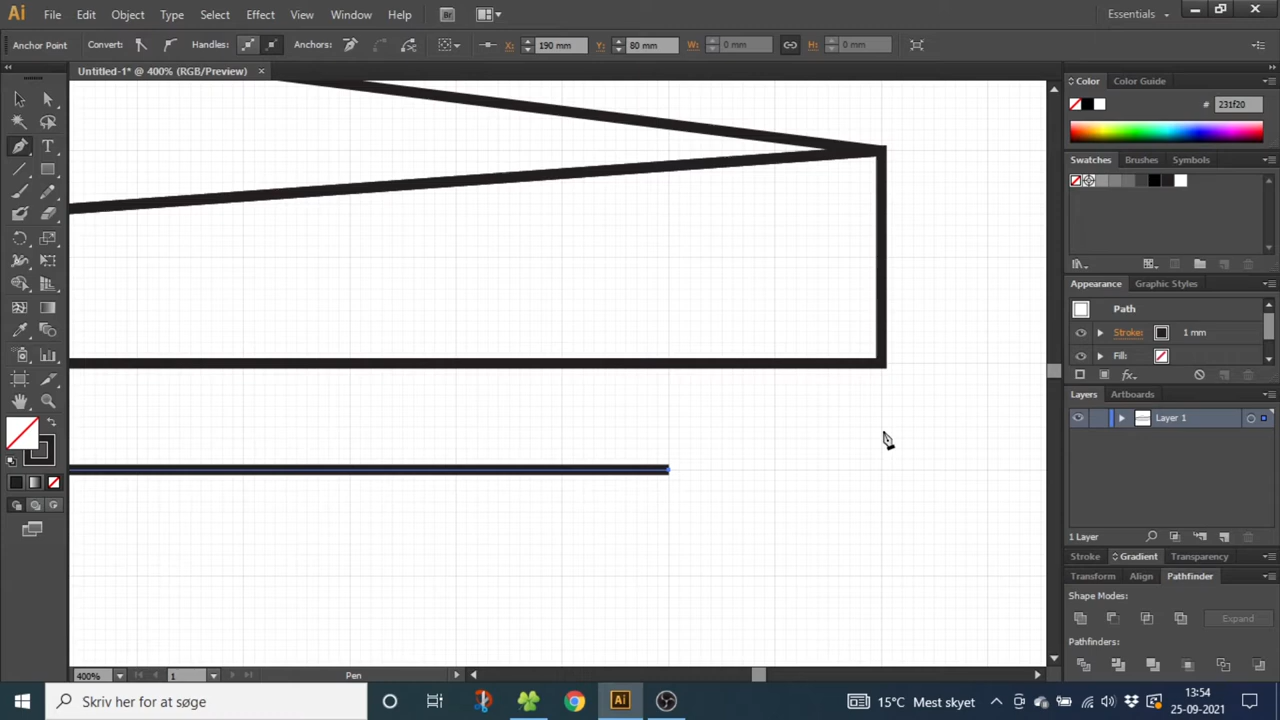 Ai File Edit Object Type Select Effect View Window Help Br Essentials
Anchor Point Convert: Handles: Anchors: X: 190 mm Y: 80 mm W: 0 mm H: 0 mm
Untitled-1* @ 400% (RGB/Preview)
Color Color Guide
# 231f20
Swatches Brushes Symbols
Appearance Graphic Styles
Path
Stroke: 1 mm
Fill:
fx
Layers Artboards
Layer 1
1 Layer
Stroke Gradient Transparency
Transform Align Pathfinder
Shape Modes:
Expand
Pathfinders:
400% 1 Pen
Skriv her for at søge Ai 15°C Mest skyet 13:54
25-09-2021